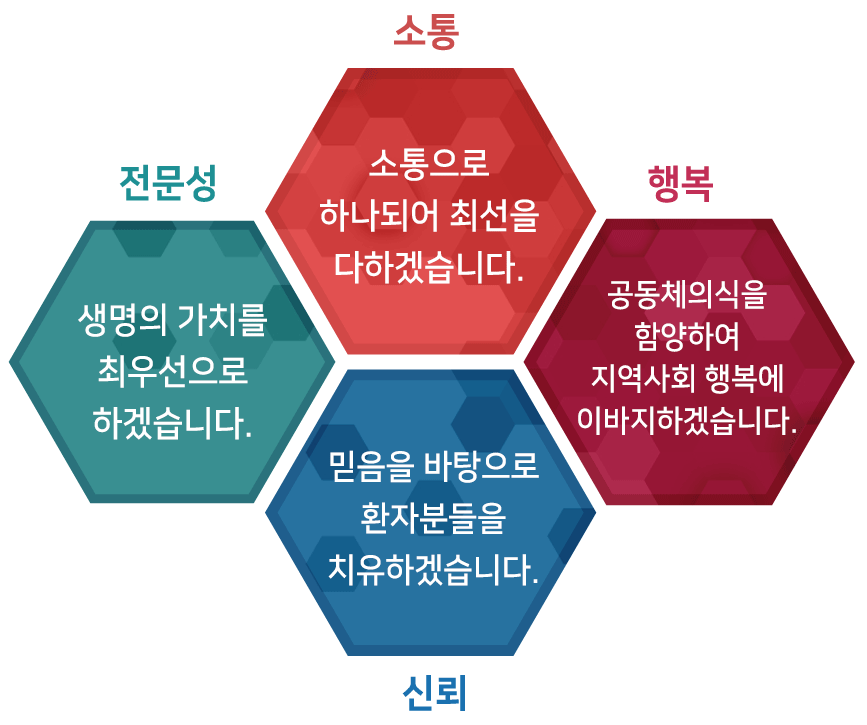 소통
소통으로
하나되어 최선을
다하겠습니다.
전문성
생명의 가치를
최우선으로
하겠습니다.
행복
공동체의식을
함양하여
지역사회 행복에
이바지하겠습니다.
믿음을 바탕으로
환자분들을
치유하겠습니다.
신뢰